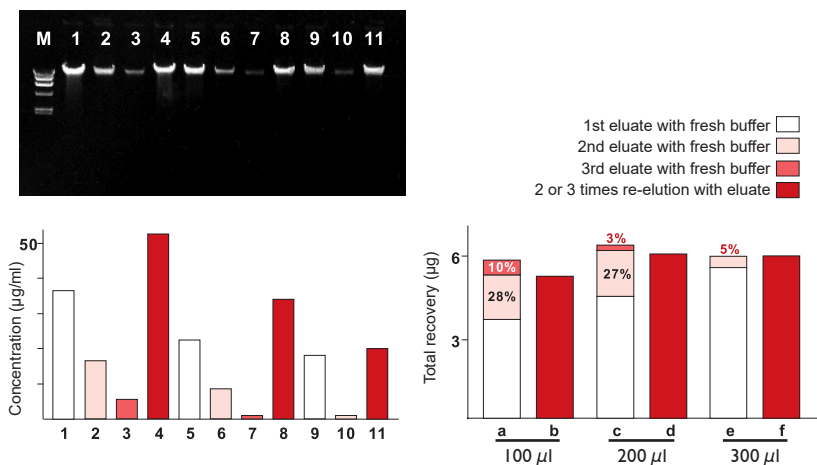 M 1 2 3 4 5 6 7 8 9 10 11
1st eluate with fresh buffer
2nd eluate with fresh buffer
3rd eluate with fresh buffer
2 or 3 times re-elution with eluate
Concentration (µg/ml)
50
1 2 3 4 5 6 7 8 9 10 11
Total recovery (µg)
6
3
10%
28%
3%
27%
5%
a b c d e f
100 µl 200 µl 300 µl